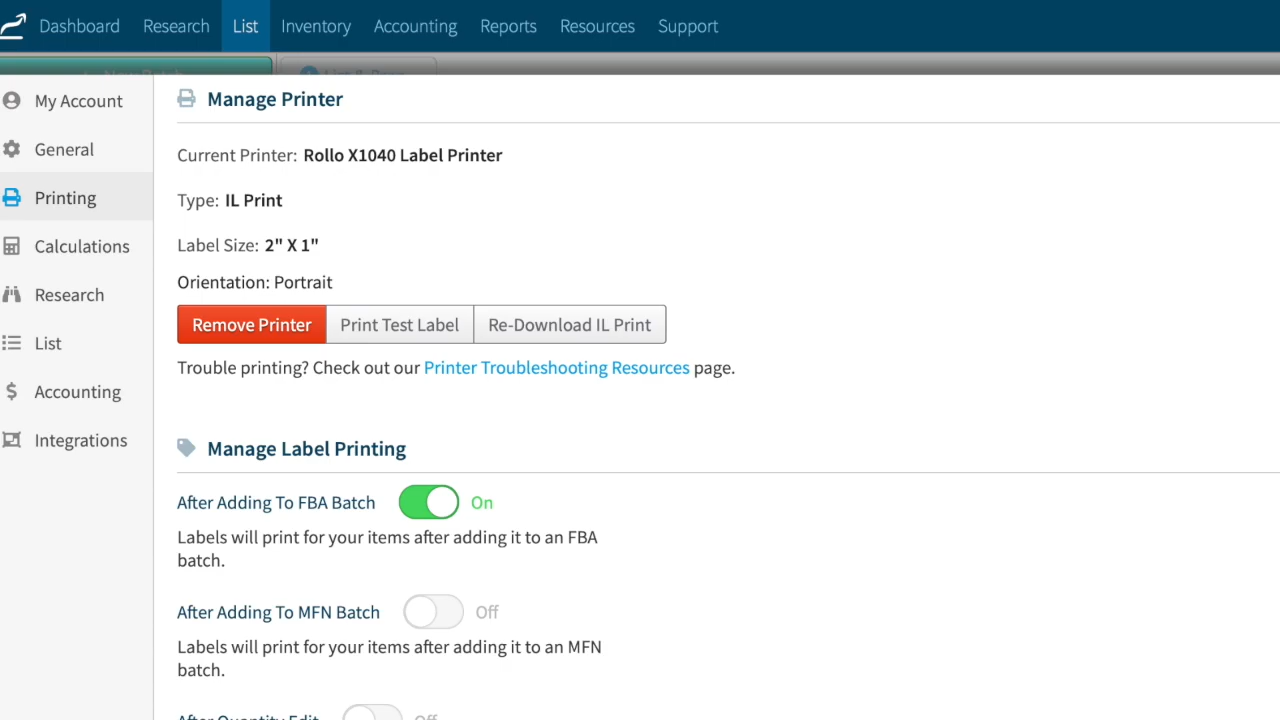 Dashboard Research List Inventory Accounting Reports Resources Support
My Account
General
Printing
Calculations
Research
List
Accounting
Integrations
Manage Printer
Current Printer: Rollo X1040 Label Printer
Type: IL Print
Label Size: 2" X 1"
Orientation: Portrait
Remove Printer Print Test Label Re-Download IL Print
Trouble printing? Check out our Printer Troubleshooting Resources page.
Manage Label Printing
After Adding To FBA Batch On
Labels will print for your items after adding it to an FBA
batch.
After Adding To MFN Batch Off
Labels will print for your items after adding it to an MFN
batch.
After Quantity Edit Off